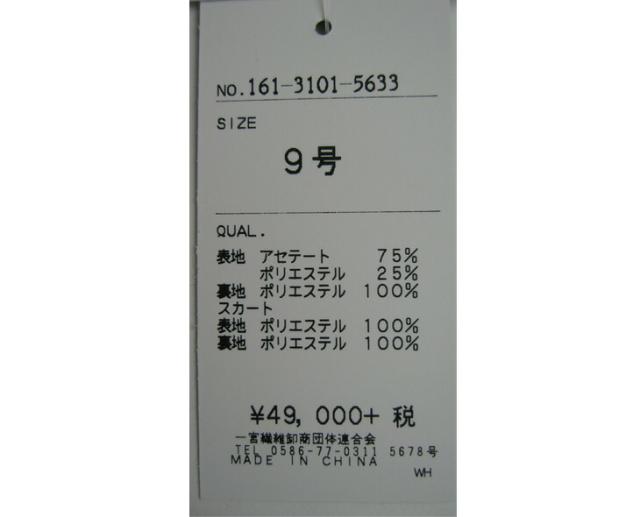 NO.161-3101-5633
SIZE
9号
QUAL.
表地 アセテート 75%
ポリエステル 25%
裏地 ポリエステル 100%
スカート
表地 ポリエステル 100%
裏地 ポリエステル 100%
¥49,000+税
一宮繊維卸商団体連合会
TEL 0586-77-0311 5678号
MADE IN CHINA
WH